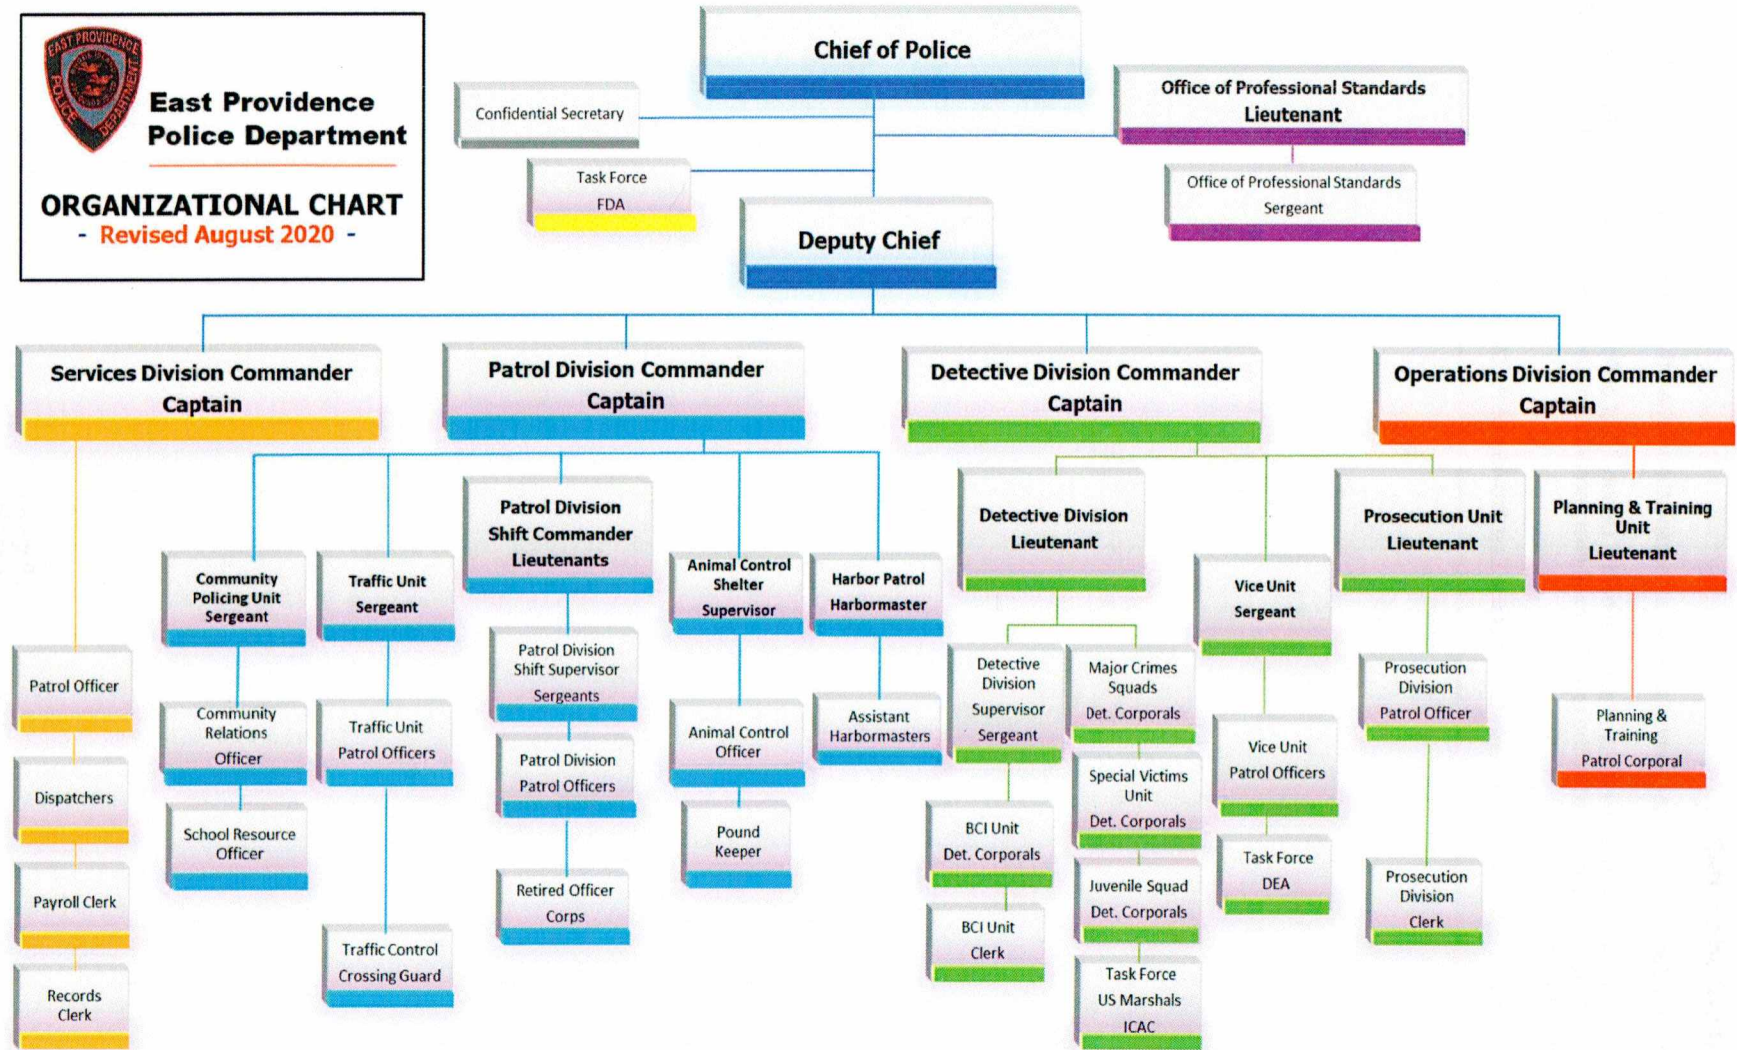 EAST PROVIDENCE
POLICE
DEPARTMENT
East Providence
Police Department
ORGANIZATIONAL CHART
- Revised August 2020 -
Chief of Police
Confidential Secretary
Office of Professional Standards
Lieutenant
Task Force
FDA
Office of Professional Standards
Sergeant
Deputy Chief
Services Division Commander
Captain
Patrol Division Commander
Captain
Detective Division Commander
Captain
Operations Division Commander
Captain
Patrol Officer
Dispatchers
Payroll Clerk
Records
Clerk
Community
Policing Unit
Sergeant
Community
Relations
Officer
School Resource
Officer
Traffic Unit
Sergeant
Traffic Unit
Patrol Officers
Traffic Control
Crossing Guard
Patrol Division
Shift Commander
Lieutenants
Patrol Division
Shift Supervisor
Sergeants
Patrol Division
Patrol Officers
Retired Officer
Corps
Animal Control
Shelter
Supervisor
Animal Control
Officer
Pound
Keeper
Harbor Patrol
Harbormaster
Assistant
Harbormasters
Detective Division
Lieutenant
Detective
Division
Supervisor
Sergeant
BCI Unit
Det. Corporals
BCI Unit
Clerk
Major Crimes
Squads
Det. Corporals
Special Victims
Unit
Det. Corporals
Juvenile Squad
Det. Corporals
Task Force
US Marshals
ICAC
Vice Unit
Sergeant
Vice Unit
Patrol Officers
Task Force
DEA
Prosecution Unit
Lieutenant
Prosecution
Division
Patrol Officer
Prosecution
Division
Clerk
Planning & Training
Unit
Lieutenant
Planning &
Training
Patrol Corporal